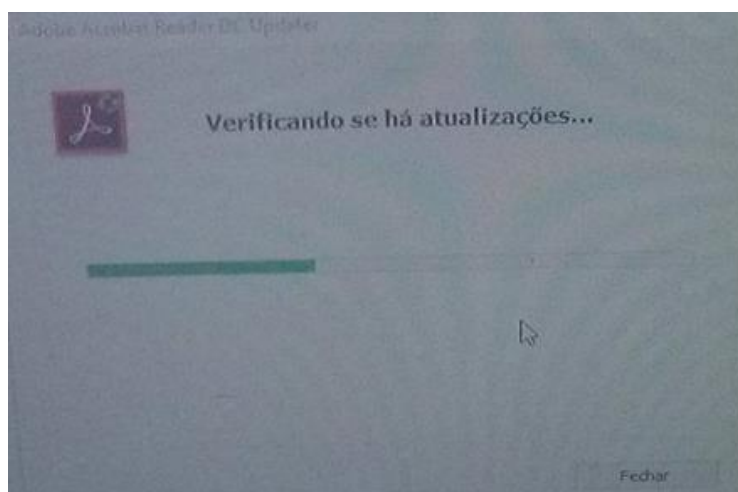 Adobe Acrobat Reader DC Updater
Verificando se há atualizações...
Fechar